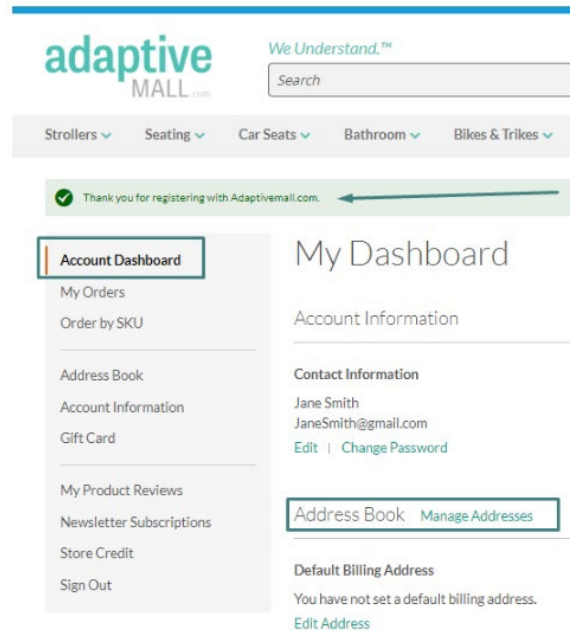 adaptive
MALL.com
We Understand.™
Search
Strollers Seating Car Seats Bathroom Bikes & Trikes
Thank you for registering with Adaptivemall.com.
Account Dashboard
My Orders
Order by SKU
Address Book
Account Information
Gift Card
My Product Reviews
Newsletter Subscriptions
Store Credit
Sign Out
My Dashboard
Account Information
Contact Information
Jane Smith
JaneSmith@gmail.com
Edit | Change Password
Address Book Manage Addresses
Default Billing Address
You have not set a default billing address.
Edit Address